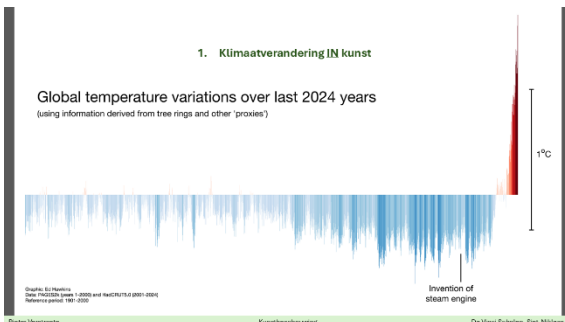 1. Klimaatverandering IN kunst
Global temperature variations over last 2024 years
(using information derived from tree rings and other 'proxies')
1°C
Invention of
steam engine
Graphic: Ed Hawkins
Data: PAGES2k (years 1-2000) and HadCRUT5.0 (2001-2024)
Reference period: 1901-2000